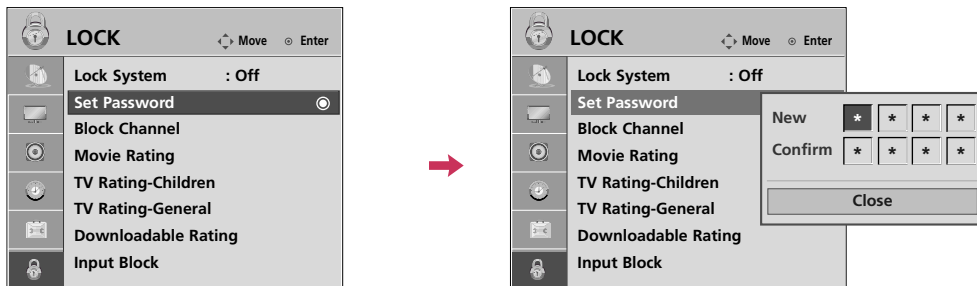 LOCK Move Enter
Lock System : Off
Set Password
Block Channel
Movie Rating
TV Rating-Children
TV Rating-General
Downloadable Rating
Input Block
LOCK Move Enter
Lock System : Off
Set Password
Block Channel
Movie Rating
TV Rating-Children
TV Rating-General
Downloadable Rating
Input Block
New * * * *
Confirm * * * *
Close